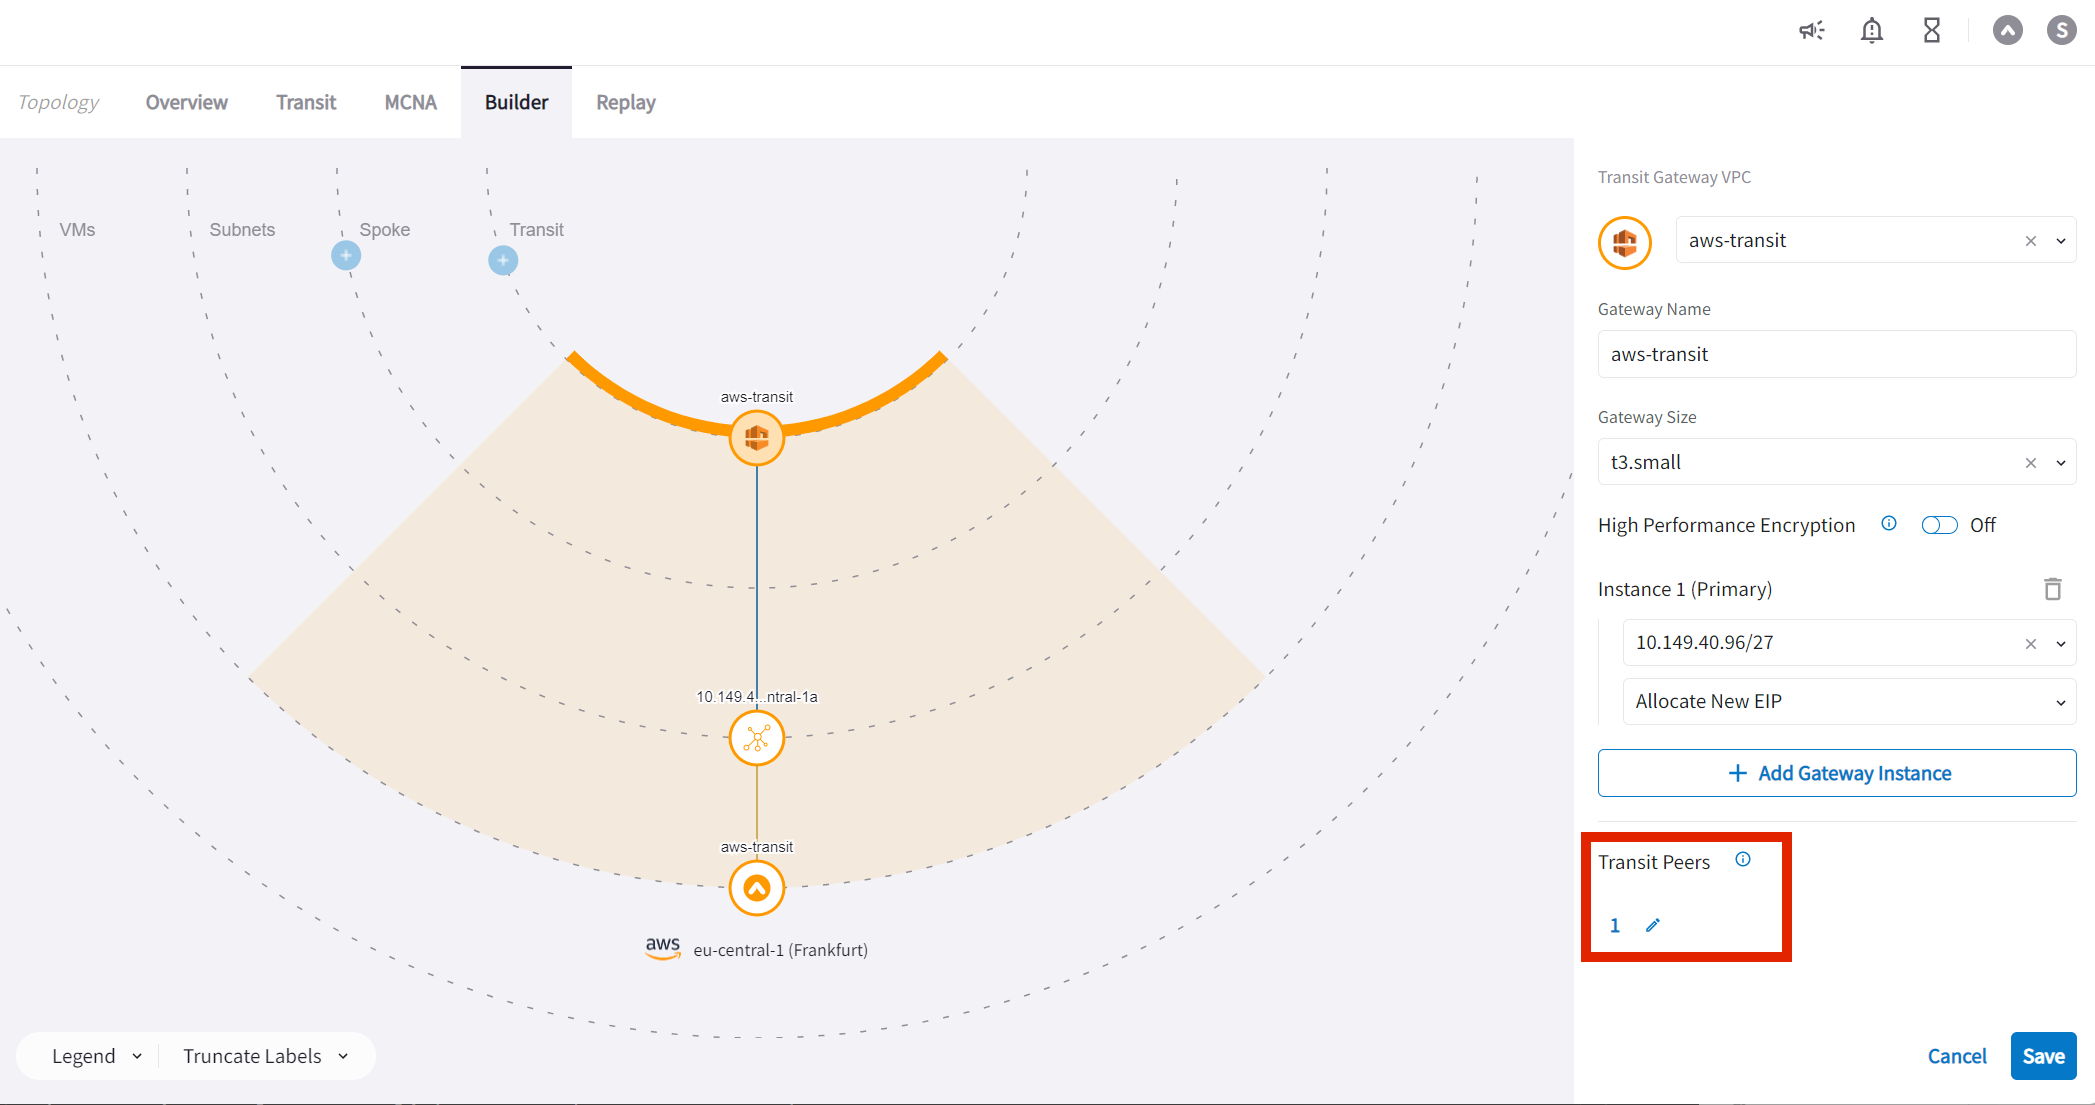 S
Topology Overview Transit MCNA Builder Replay
VMs Subnets Spoke Transit
aws-transit
10.149.4...ntral-1a
aws-transit
aws eu-central-1 (Frankfurt)
Legend Truncate Labels
Transit Gateway VPC
aws-transit
Gateway Name
aws-transit
Gateway Size
t3.small
High Performance Encryption Off
Instance 1 (Primary)
10.149.40.96/27
Allocate New EIP
+ Add Gateway Instance
Transit Peers
1
Cancel Save